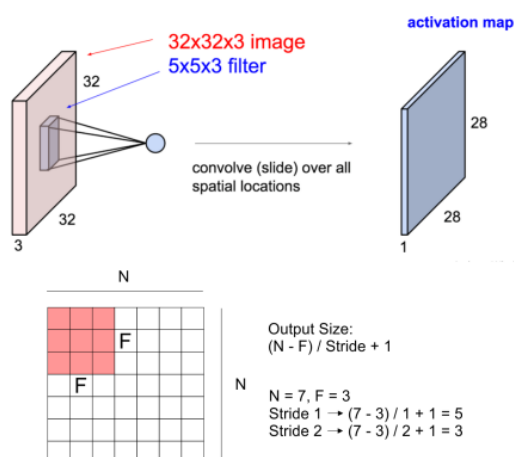 activation map
32x32x3 image
5x5x3 filter
32
32
3
convolve (slide) over all
spatial locations
28
28
1
N
F
F
N
Output Size:
(N - F) / Stride + 1
N = 7, F = 3
Stride 1 → (7 - 3) / 1 + 1 = 5
Stride 2 → (7 - 3) / 2 + 1 = 3